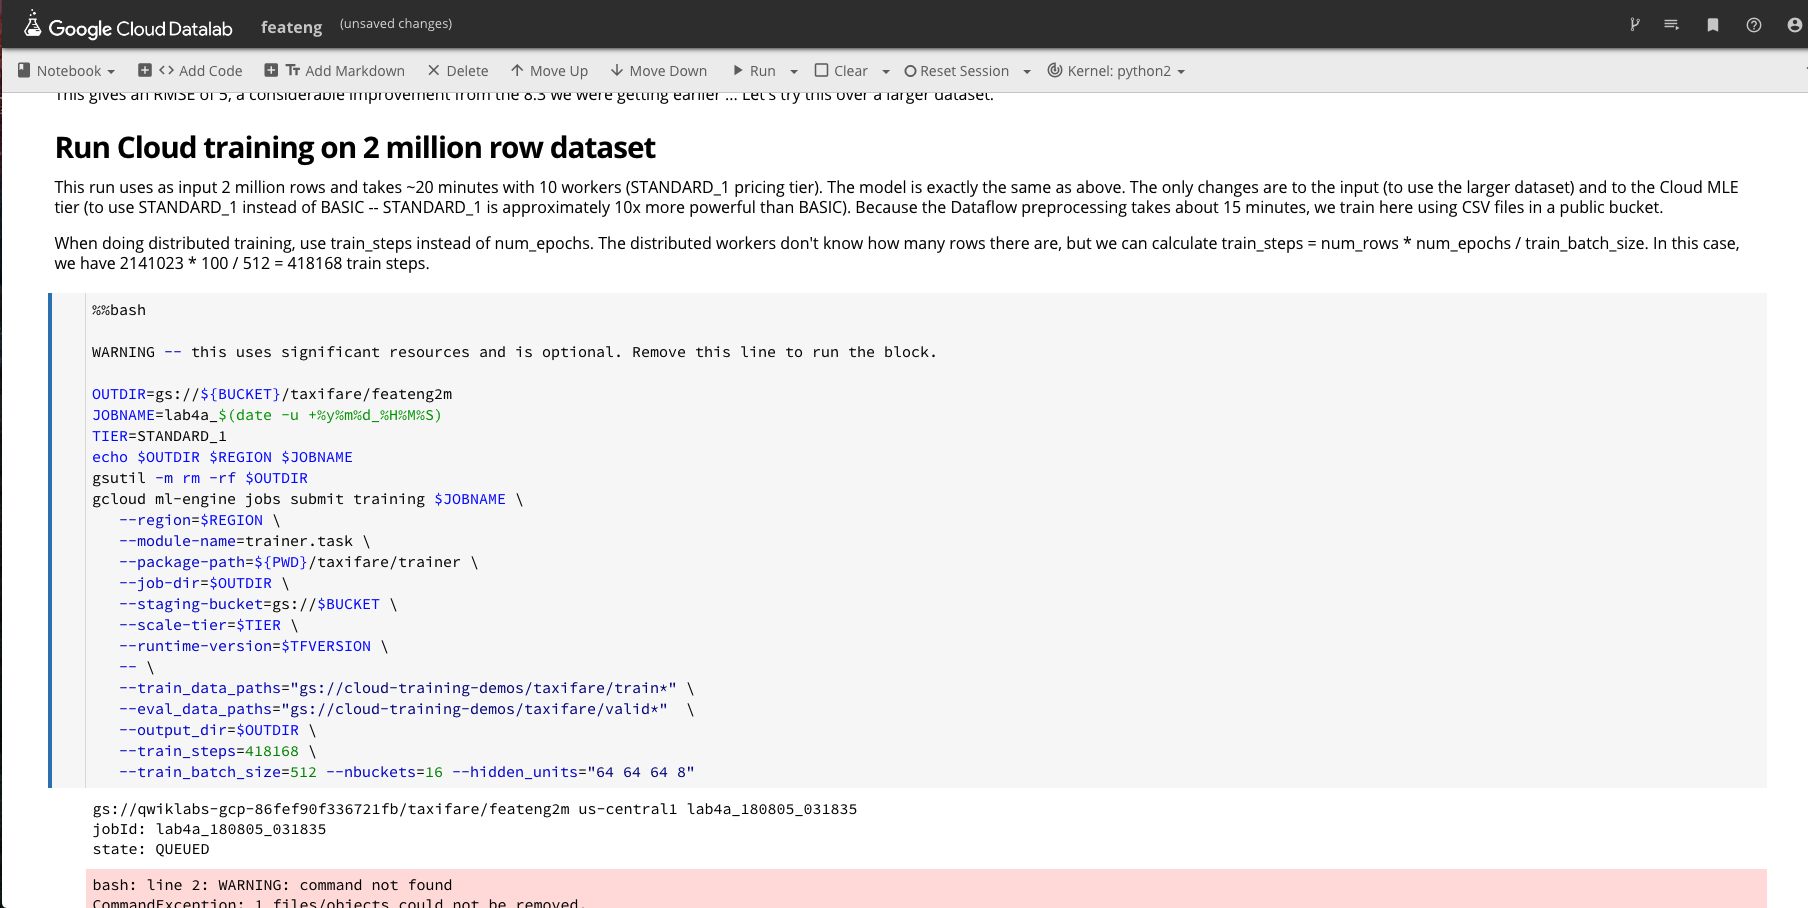 Google Cloud Datalab feateng (unsaved changes)
Notebook Add Code Add Markdown Delete Move Up Move Down Run Clear Reset Session Kernel: python2
This gives an RMSE of 5, a considerable improvement from the 8.3 we were getting earlier ... Let's try this over a larger dataset.
Run Cloud training on 2 million row dataset
This run uses as input 2 million rows and takes ~20 minutes with 10 workers (STANDARD_1 pricing tier). The model is exactly the same as above. The only changes are to the input (to use the larger dataset) and to the Cloud MLE
tier (to use STANDARD_1 instead of BASIC -- STANDARD_1 is approximately 10x more powerful than BASIC). Because the Dataflow preprocessing takes about 15 minutes, we train here using CSV files in a public bucket.
When doing distributed training, use train_steps instead of num_epochs. The distributed workers don't know how many rows there are, but we can calculate train_steps = num_rows * num_epochs / train_batch_size. In this case,
we have 2141023 * 100 / 512 = 418168 train steps.
%%bash
WARNING -- this uses significant resources and is optional. Remove this line to run the block.
OUTDIR=gs://${BUCKET}/taxifare/feateng2m
JOBNAME=lab4a_$(date -u +%y%m%d_%H%M%S)
TIER=STANDARD_1
echo $OUTDIR $REGION $JOBNAME
gsutil -m rm -rf $OUTDIR
gcloud ml-engine jobs submit training $JOBNAME \
--region=$REGION \
--module-name=trainer.task \
--package-path=${PWD}/taxifare/trainer \
--job-dir=$OUTDIR \
--staging-bucket=gs://$BUCKET \
--scale-tier=$TIER \
--runtime-version=$TFVERSION \
-- \
--train_data_paths="gs://cloud-training-demos/taxifare/train*" \
--eval_data_paths="gs://cloud-training-demos/taxifare/valid*"  \
--output_dir=$OUTDIR \
--train_steps=418168 \
--train_batch_size=512 --nbuckets=16 --hidden_units="64 64 64 8"
gs://qwiklabs-gcp-86fef90f336721fb/taxifare/feateng2m us-central1 lab4a_180805_031835
jobId: lab4a_180805_031835
state: QUEUED
bash: line 2: WARNING: command not found
CommandException: 1 files/objects could not be removed.